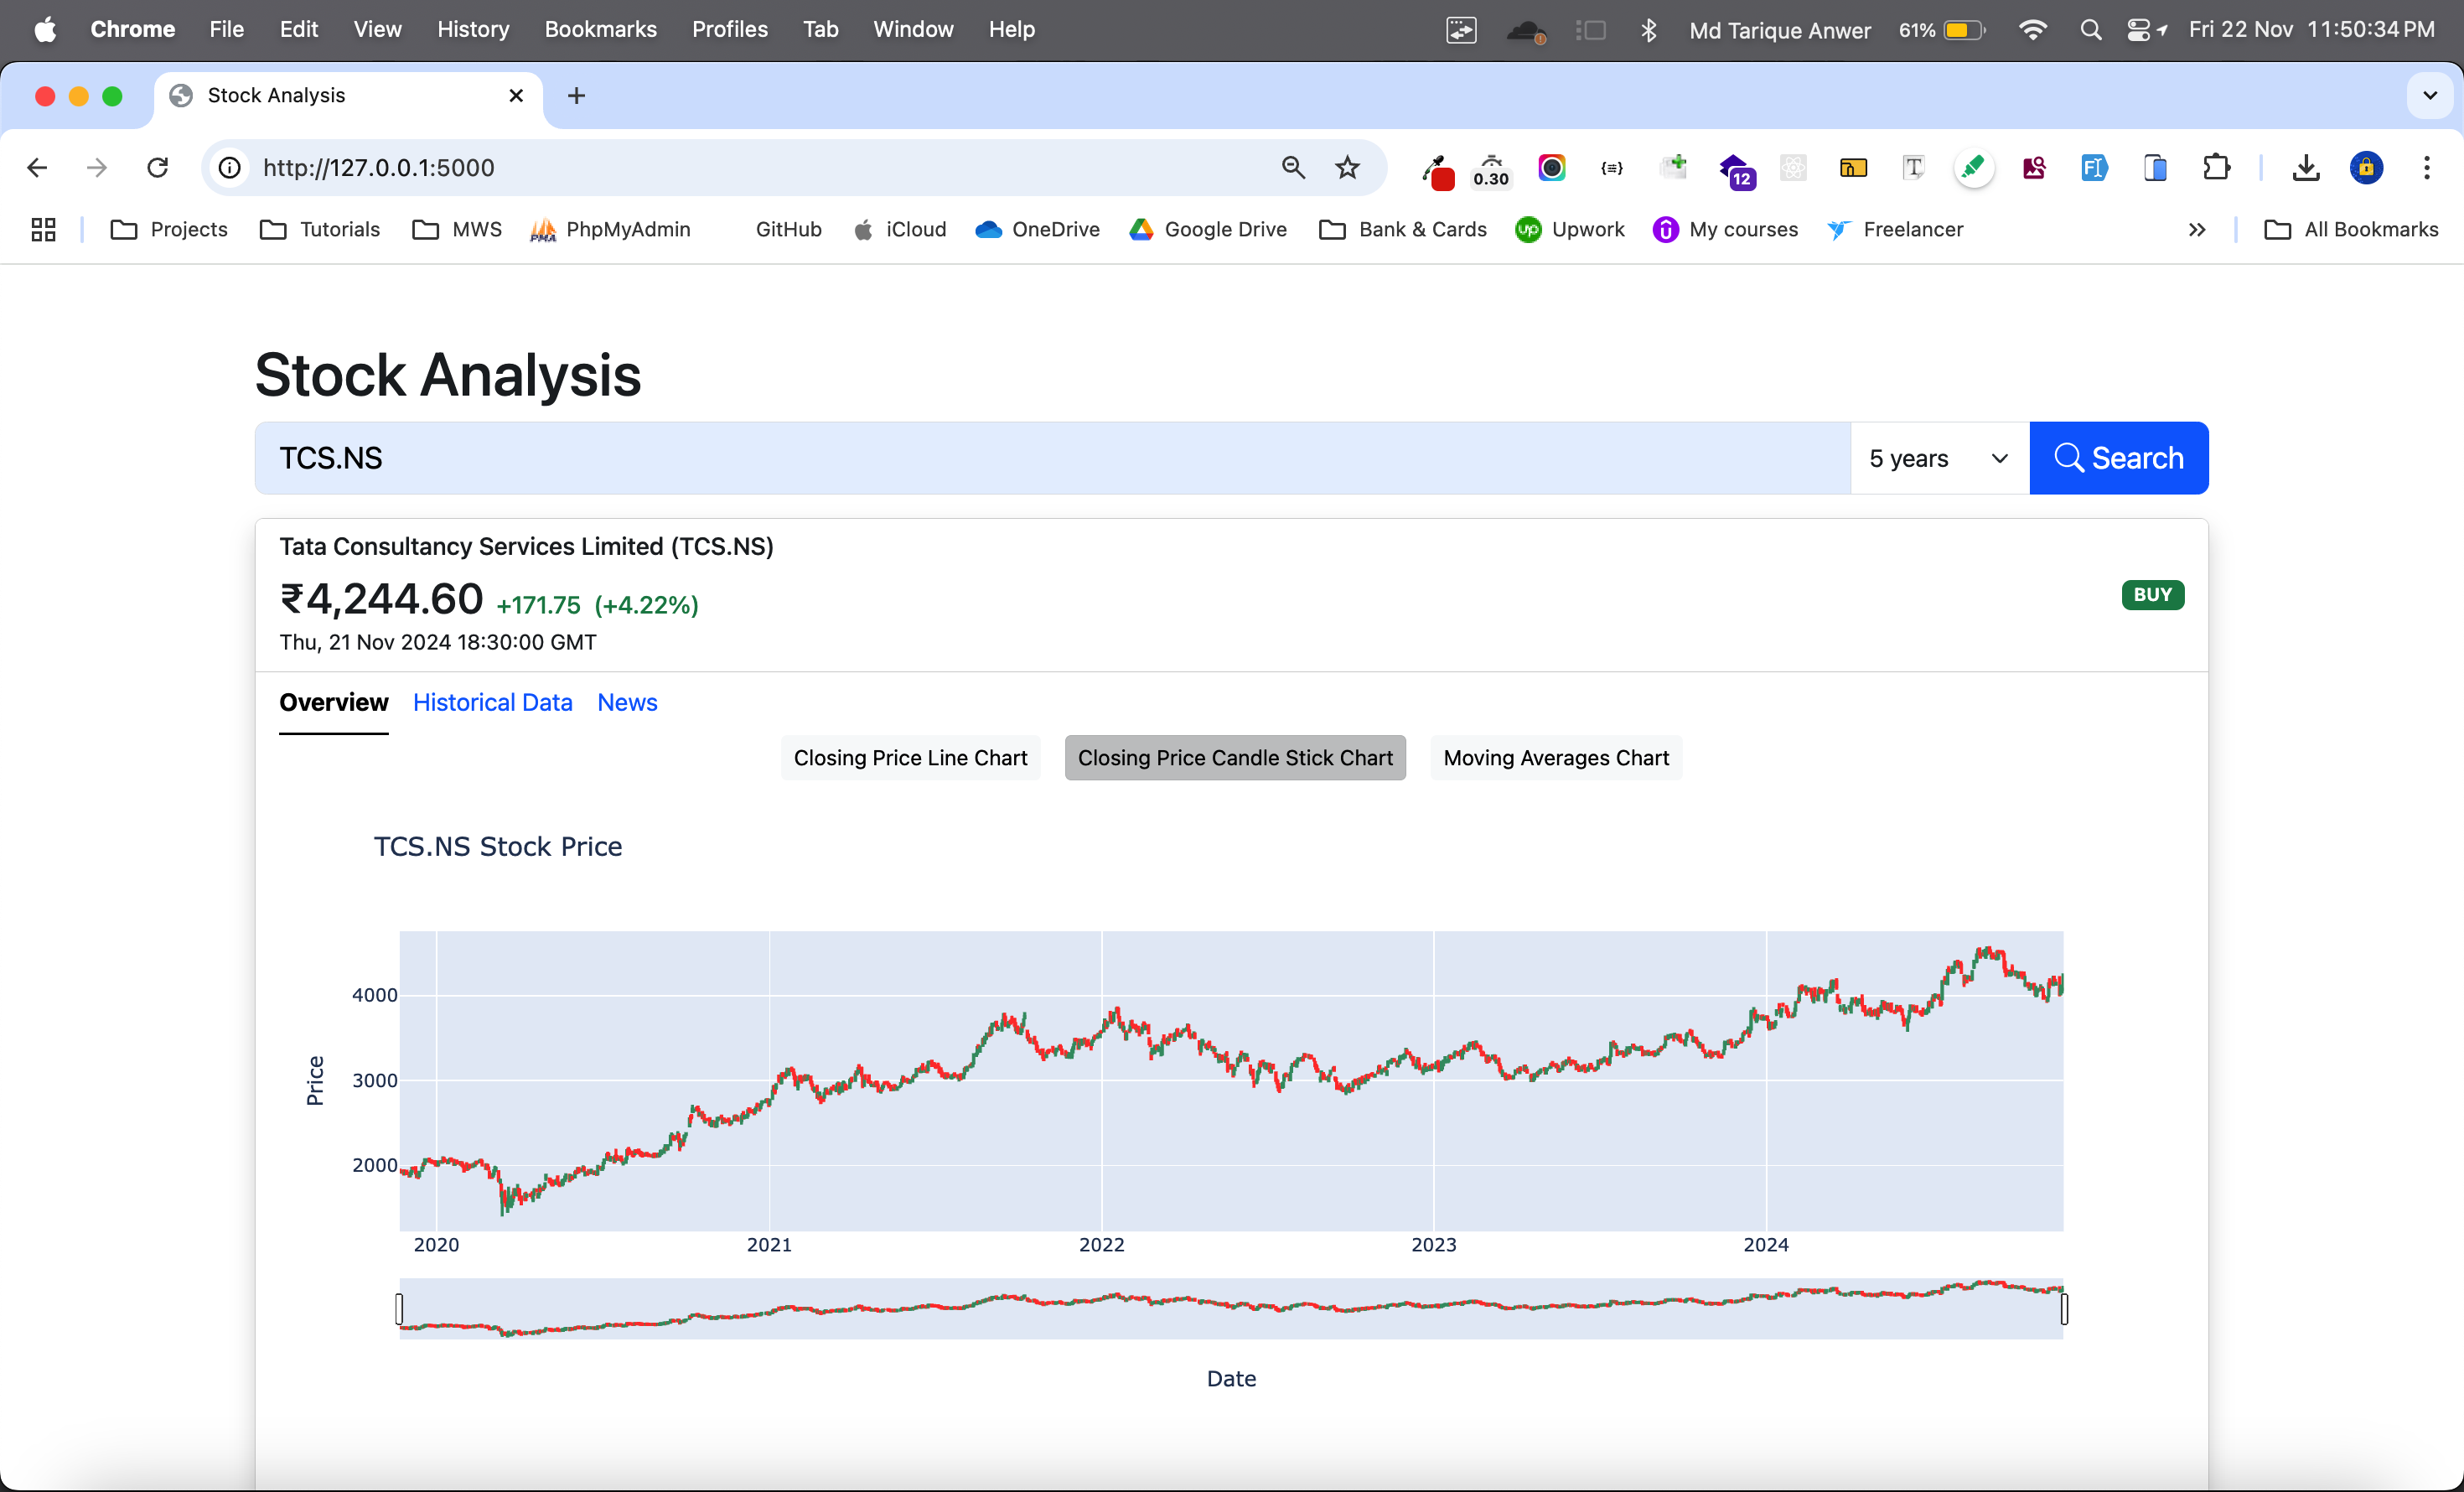 Chrome File Edit View History Bookmarks Profiles Tab Window Help Md Tarique Anwer 61% Fri 22 Nov 11:50:34 PM
Stock Analysis
http://127.0.0.1:5000 0.30 12
Projects Tutorials MWS PhpMyAdmin GitHub iCloud OneDrive Google Drive Bank & Cards Upwork My courses Freelancer All Bookmarks
Stock Analysis
TCS.NS 5 years Search
Tata Consultancy Services Limited (TCS.NS)
₹4,244.60 +171.75 (+4.22%) BUY
Thu, 21 Nov 2024 18:30:00 GMT
Overview Historical Data News
Closing Price Line Chart Closing Price Candle Stick Chart Moving Averages Chart
TCS.NS Stock Price
4000
3000
2000
Price
2020 2021 2022 2023 2024
Date